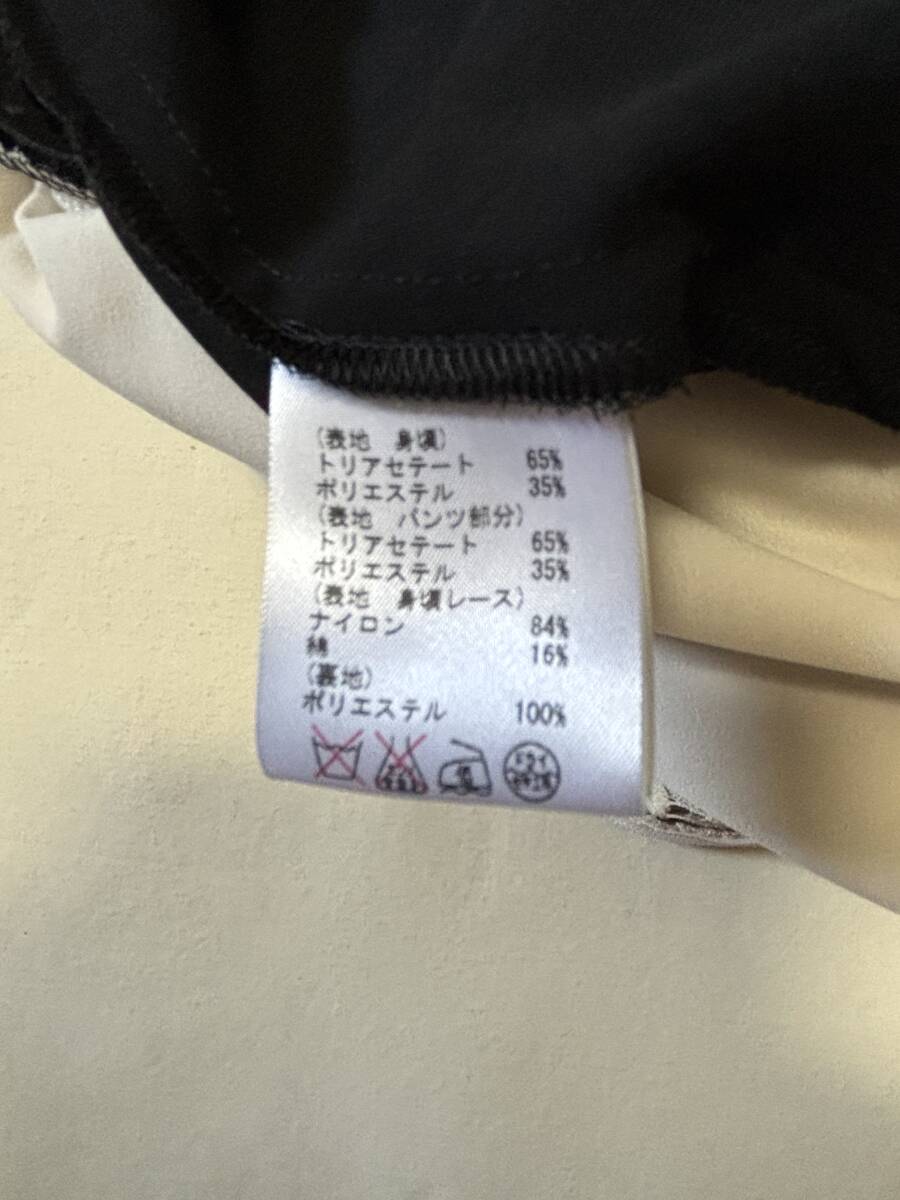 (表地 身頃)
トリアセテート 65%
ポリエステル 35%
(表地 パンツ部分)
トリアセテート 65%
ポリエステル 35%
(表地 身頃レース)
ナイロン 84%
綿 16%
(裏地)
ポリエステル 100%
ドライ